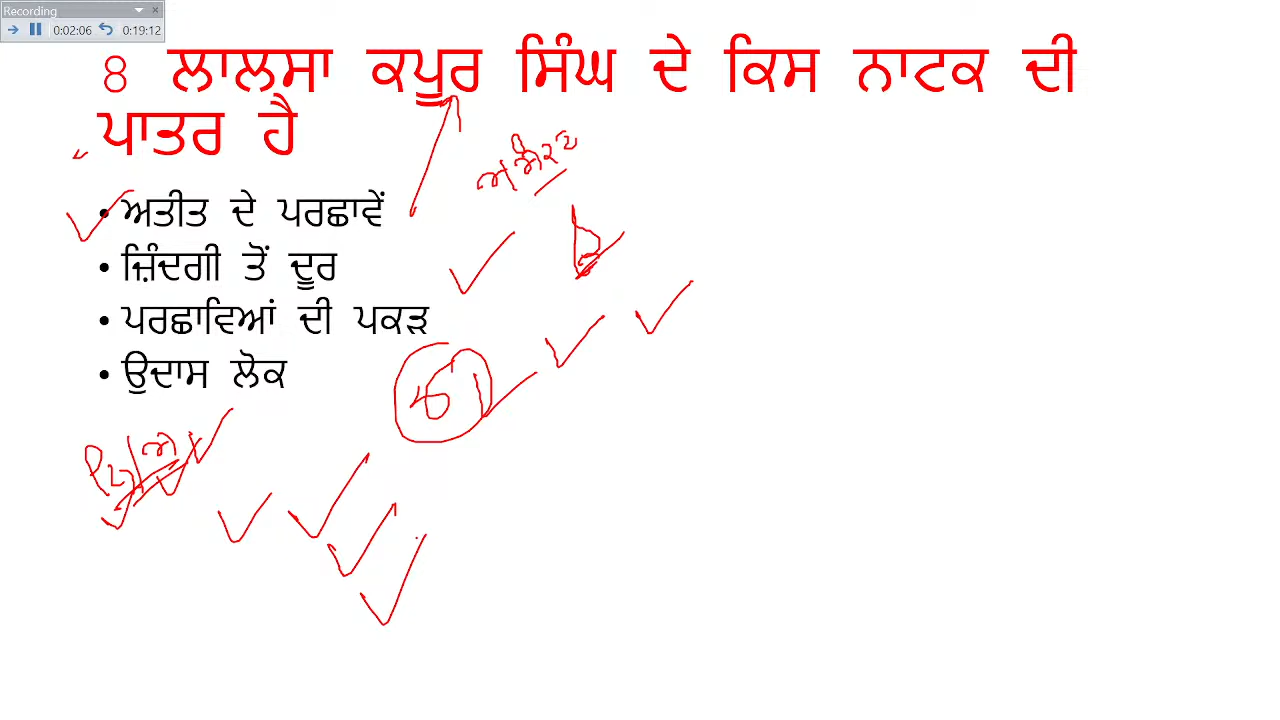 Recording
0:02:06 0:19:12
8 ਲਾਲਸਾ ਕਪੂਰ ਸਿੰਘ ਦੇ ਕਿਸ ਨਾਟਕ ਦੀ
ਪਾਤਰ ਹੈ
• ਅਤੀਤ ਦੇ ਪਰਛਾਵੇਂ
• ਜ਼ਿੰਦਗੀ ਤੋਂ ਦੂਰ
• ਪਰਛਾਵਿਆਂ ਦੀ ਪਕੜ
• ਉਦਾਸ ਲੋਕ